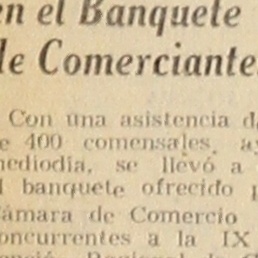 en el Banquete
de Comerciante
Con una asistencia d
e 400 comensales, ay
mediodía, se llevó a
l banquete ofrecido p
Cámara de Comercio
concurrentes a la IX